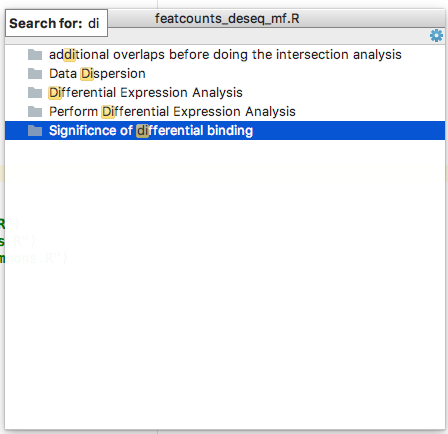 Search for: di
featcounts_deseq_mf.R
additional overlaps before doing the intersection analysis
Data Dispersion
Differential Expression Analysis
Perform Differential Expression Analysis
Significnce of differential binding